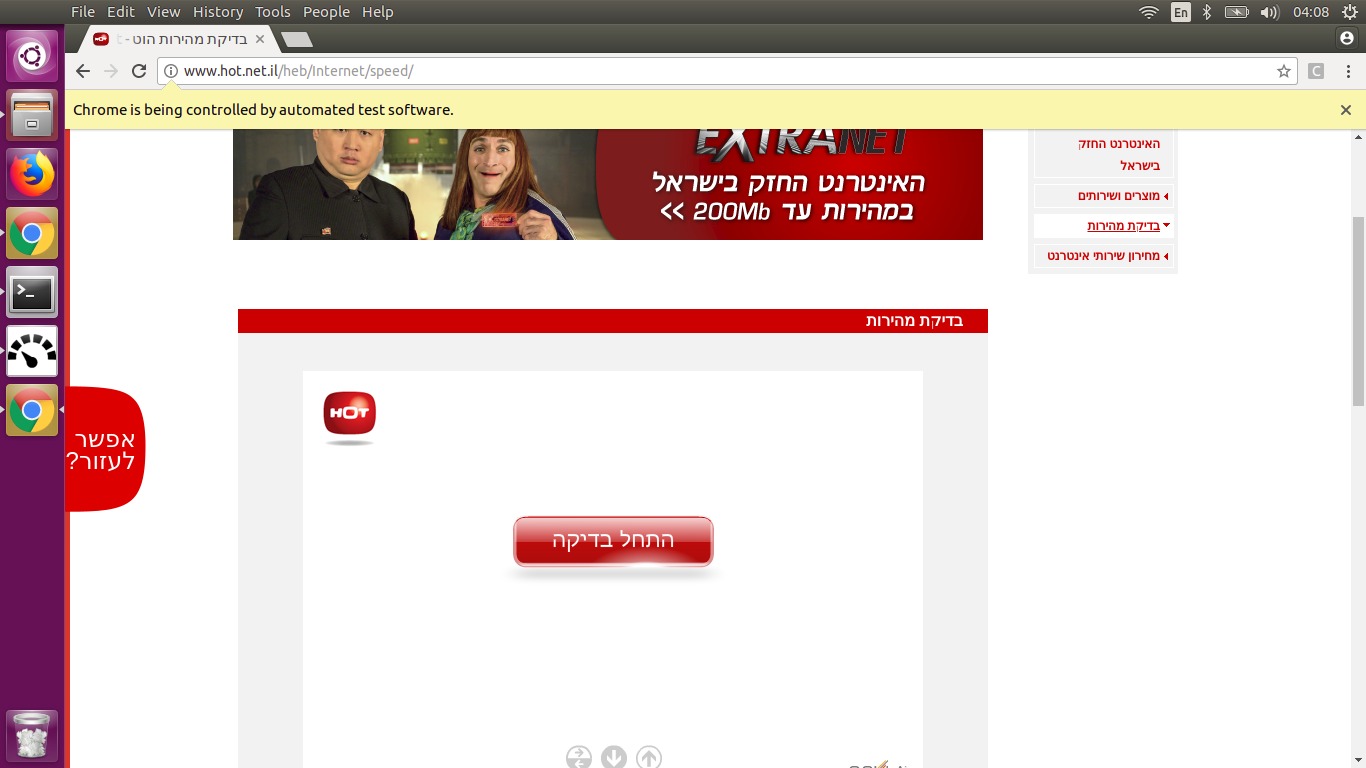 File Edit View History Tools People Help
En
04:08
בדיקת מהירות הוט -
www.hot.net.il/heb/Internet/speed/
C
Chrome is being controlled by automated test software.
EXTRANET
האינטרנט החזק בישראל
במהירות עד 200Mb >>
האינטרנט החזק
בישראל
מוצרים ושירותים
בדיקת מהירות
מחירון שירותי אינטרנט
בדיקת מהירות
HOT
אפשר
לעזור?
התחל בדיקה